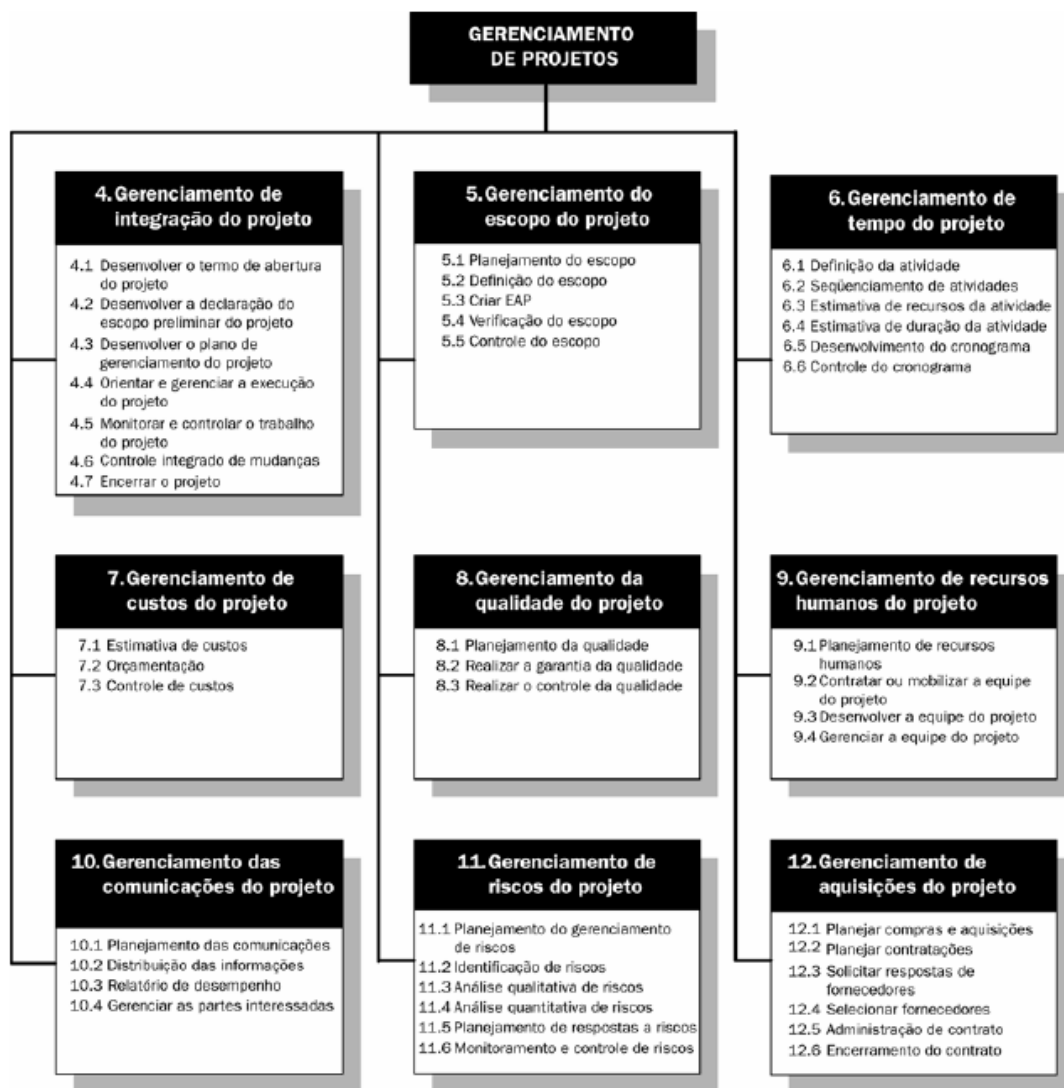 GERENCIAMENTO
DE PROJETOS
4. Gerenciamento de
integração do projeto
4.1 Desenvolver o termo de abertura
do projeto
4.2 Desenvolver a declaração do
escopo preliminar do projeto
4.3 Desenvolver o plano de
gerenciamento do projeto
4.4 Orientar e gerenciar a execução
do projeto
4.5 Monitorar e controlar o trabalho
do projeto
4.6 Controle integrado de mudanças
4.7 Encerrar o projeto
5. Gerenciamento do
escopo do projeto
5.1 Planejamento do escopo
5.2 Definição do escopo
5.3 Criar EAP
5.4 Verificação do escopo
5.5 Controle do escopo
6. Gerenciamento de
tempo do projeto
6.1 Definição da atividade
6.2 Seqüenciamento de atividades
6.3 Estimativa de recursos da atividade
6.4 Estimativa de duração da atividade
6.5 Desenvolvimento do cronograma
6.6 Controle do cronograma
7. Gerenciamento de
custos do projeto
7.1 Estimativa de custos
7.2 Orçamentação
7.3 Controle de custos
8. Gerenciamento da
qualidade do projeto
8.1 Planejamento da qualidade
8.2 Realizar a garantia da qualidade
8.3 Realizar o controle da qualidade
9. Gerenciamento de recursos
humanos do projeto
9.1 Planejamento de recursos
humanos
9.2 Contratar ou mobilizar a equipe
do projeto
9.3 Desenvolver a equipe do projeto
9.4 Gerenciar a equipe do projeto
10. Gerenciamento das
comunicações do projeto
10.1 Planejamento das comunicações
10.2 Distribuição das informações
10.3 Relatório de desempenho
10.4 Gerenciar as partes interessadas
11. Gerenciamento de
riscos do projeto
11.1 Planejamento do gerenciamento
de riscos
11.2 Identificação de riscos
11.3 Análise qualitativa de riscos
11.4 Análise quantitativa de riscos
11.5 Planejamento de respostas a riscos
11.6 Monitoramento e controle de riscos
12. Gerenciamento de
aquisições do projeto
12.1 Planejar compras e aquisições
12.2 Planejar contratações
12.3 Solicitar respostas de
fornecedores
12.4 Selecionar fornecedores
12.5 Administração de contrato
12.6 Encerramento do contrato